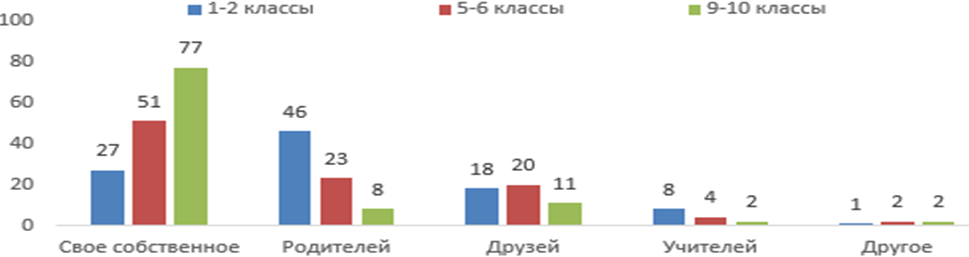 1-2 классы 5-6 классы 9-10 классы
100
80
60
40
20
0
27 51 77
46 23 8
18 20 11
8 4 2
1 2 2
Свое собственное Родителей Друзей Учителей Другое